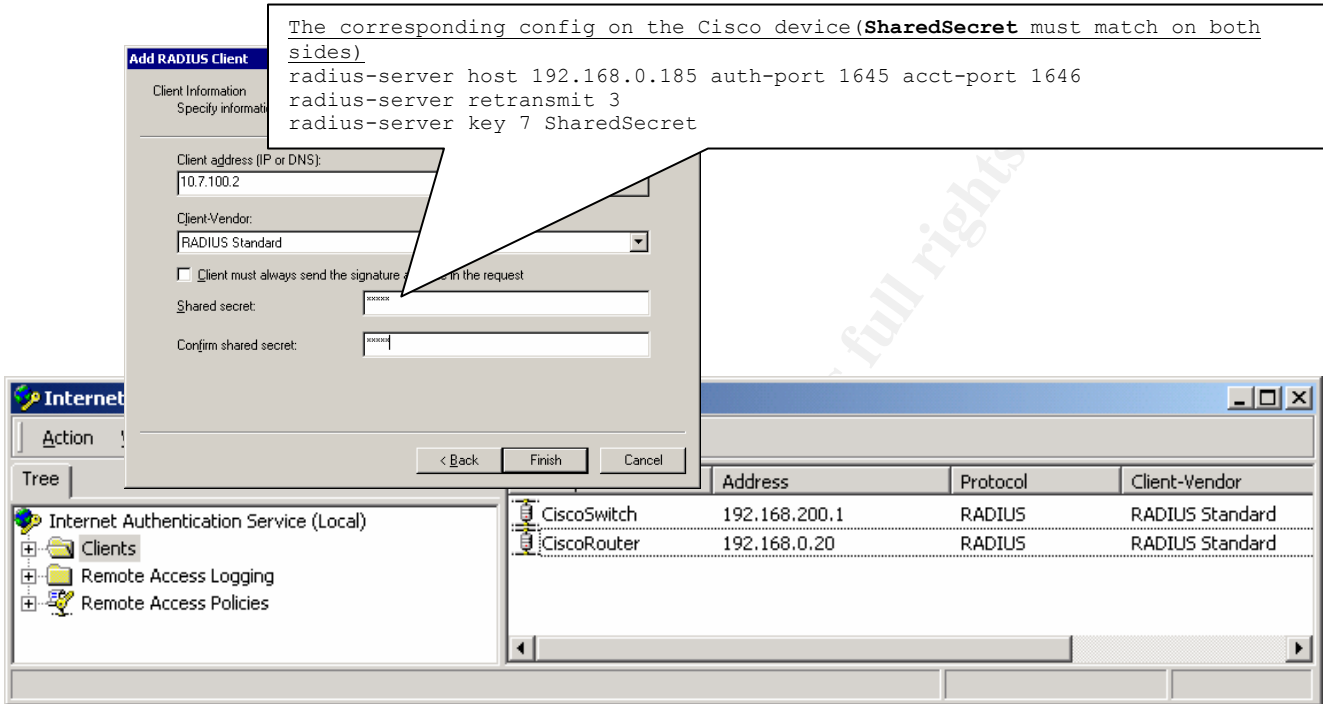 The corresponding config on the Cisco device(SharedSecret must match on both
sides)
radius-server host 192.168.0.185 auth-port 1645 acct-port 1646
radius-server retransmit 3
radius-server key 7 SharedSecret
Add RADIUS Client
Client Information
Specify
Client address (IP or DNS):
10.7.100.2
Client-Vendor:
RADIUS Standard
Client must always send the signature in the request
Shared secret:
xxxxx
Confirm shared secret:
xxxxx
< Back Finish Cancel
full rights
Internet
Action
Tree
Address Protocol Client-Vendor
Internet Authentication Service (Local)
Clients
Remote Access Logging
Remote Access Policies
CiscoSwitch 192.168.200.1 RADIUS RADIUS Standard
CiscoRouter 192.168.0.20 RADIUS RADIUS Standard